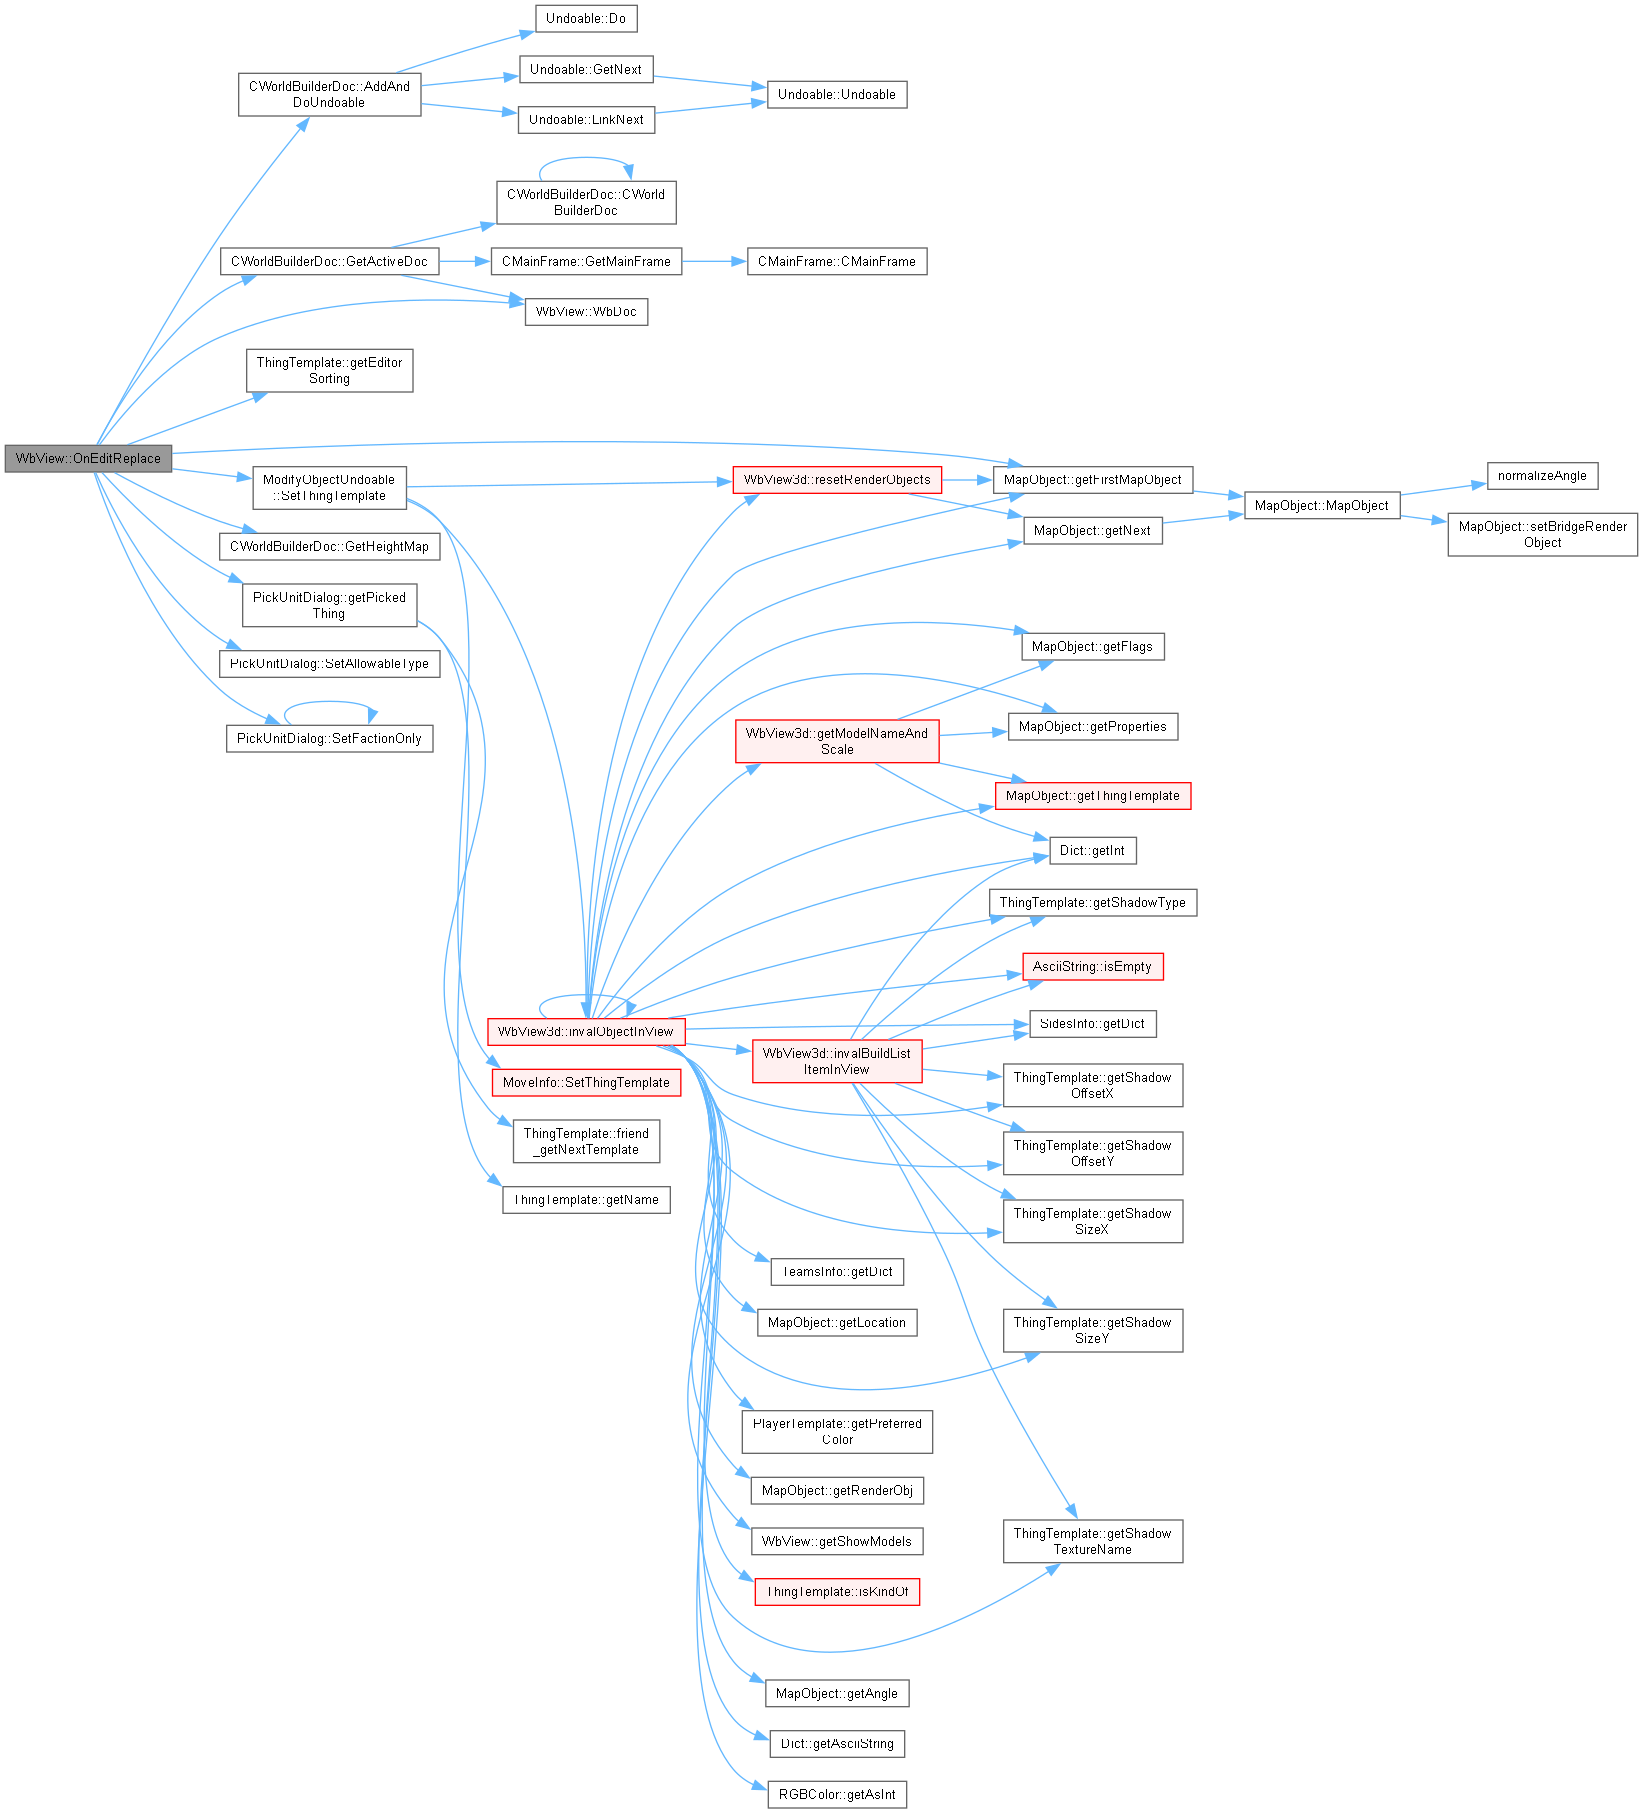 Undoable::Do
CWorldBuilderDoc::AddAnd
DoUndoable
Undoable::GetNext
Undoable::Undoable
Undoable::LinkNext
CWorldBuilderDoc::CWorld
BuilderDoc
CWorldBuilderDoc::GetActiveDoc
CMainFrame::GetMainFrame
CMainFrame::CMainFrame
WbView::WbDoc
ThingTemplate::getEditor
Sorting
WbView::OnEditReplace
ModifyObjectUndoable
::SetThingTemplate
WbView3d::resetRenderObjects
MapObject::getFirstMapObject
normalizeAngle
MapObject::MapObject
MapObject::setBridgeRender
Object
CWorldBuilderDoc::GetHeightMap
MapObject::getNext
PickUnitDialog::getPicked
Thing
PickUnitDialog::SetAllowableType
MapObject::getFlags
PickUnitDialog::SetFactionOnly
WbView3d::getModelNameAnd
Scale
MapObject::getProperties
MapObject::getThingTemplate
Dict::getInt
ThingTemplate::getShadowType
AsciiString::isEmpty
WbView3d::invalObjectInView
SidesInfo::getDict
WbView3d::invalBuildList
ItemInView
MoveInfo::SetThingTemplate
ThingTemplate::getShadow
OffsetX
ThingTemplate::friend
_getNextTemplate
ThingTemplate::getShadow
OffsetY
ThingTemplate::getName
ThingTemplate::getShadow
SizeX
TeamsInfo::getDict
MapObject::getLocation
ThingTemplate::getShadow
SizeY
PlayerTemplate::getPreferred
Color
MapObject::getRenderObj
WbView::getShowModels
ThingTemplate::getShadow
TextureName
ThingTemplate::isKindOf
MapObject::getAngle
Dict::getAsciiString
RGBColor::getAsInt